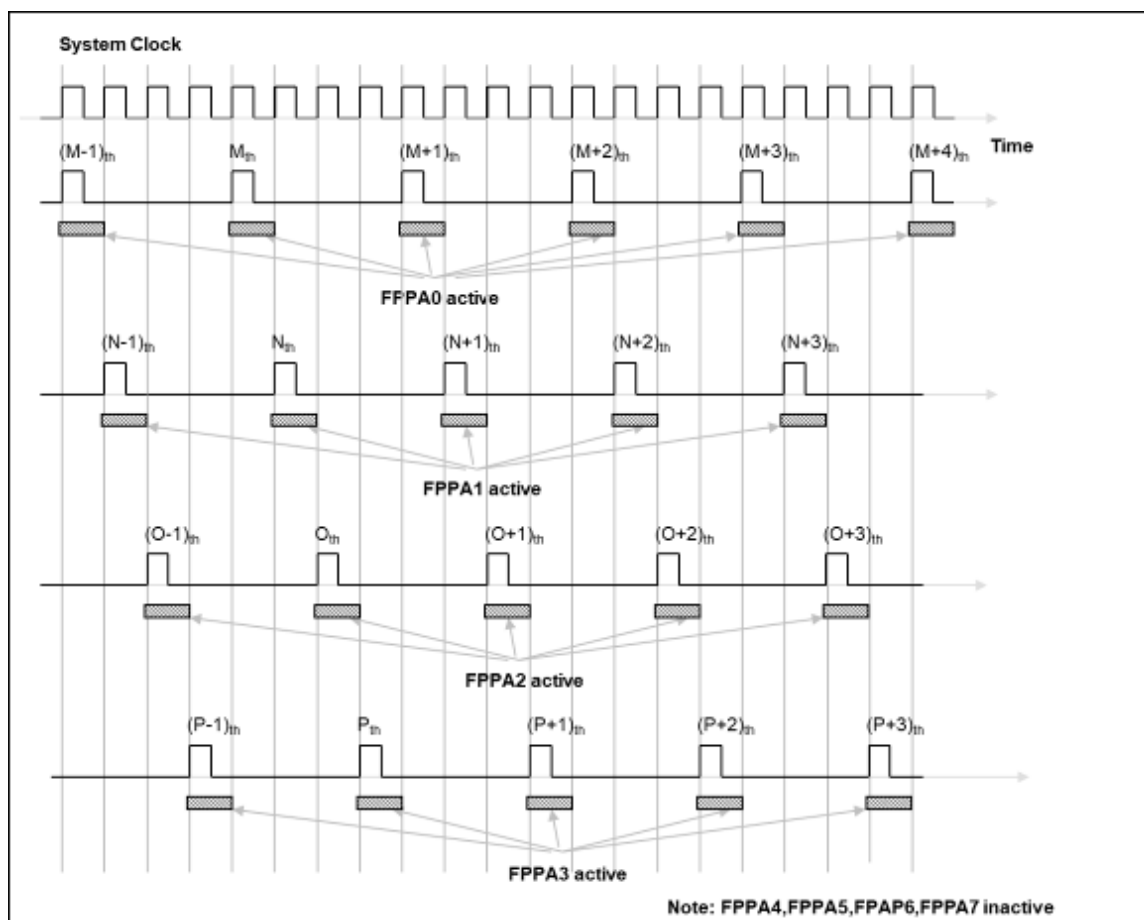 System Clock
Time
(M-1)th Mth (M+1)th (M+2)th (M+3)th (M+4)th
FPPA0 active
(N-1)th Nth (N+1)th (N+2)th (N+3)th
FPPA1 active
(O-1)th Oth (O+1)th (O+2)th (O+3)th
FPPA2 active
(P-1)th Pth (P+1)th (P+2)th (P+3)th
FPPA3 active
Note: FPPA4,FPPA5,FPAP6,FPPA7 inactive